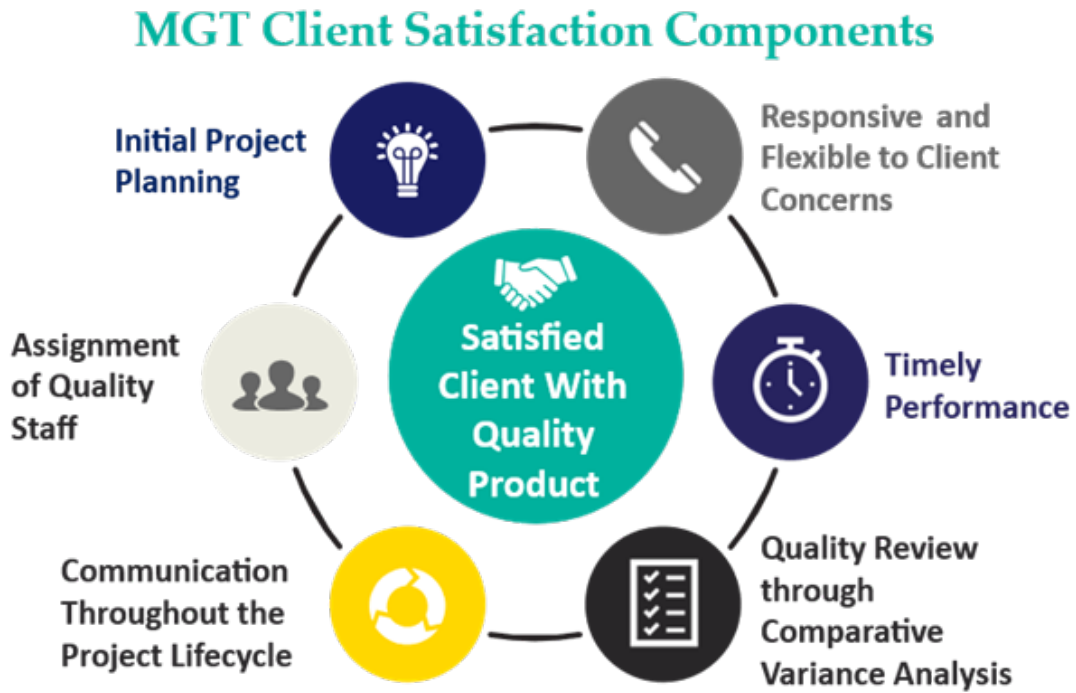 MGT Client Satisfaction Components
Initial Project
Planning
Responsive and
Flexible to Client
Concerns
Assignment
of Quality
Staff
Satisfied
Client With
Quality
Product
Timely
Performance
Communication
Throughout the
Project Lifecycle
Quality Review
through
Comparative
Variance Analysis